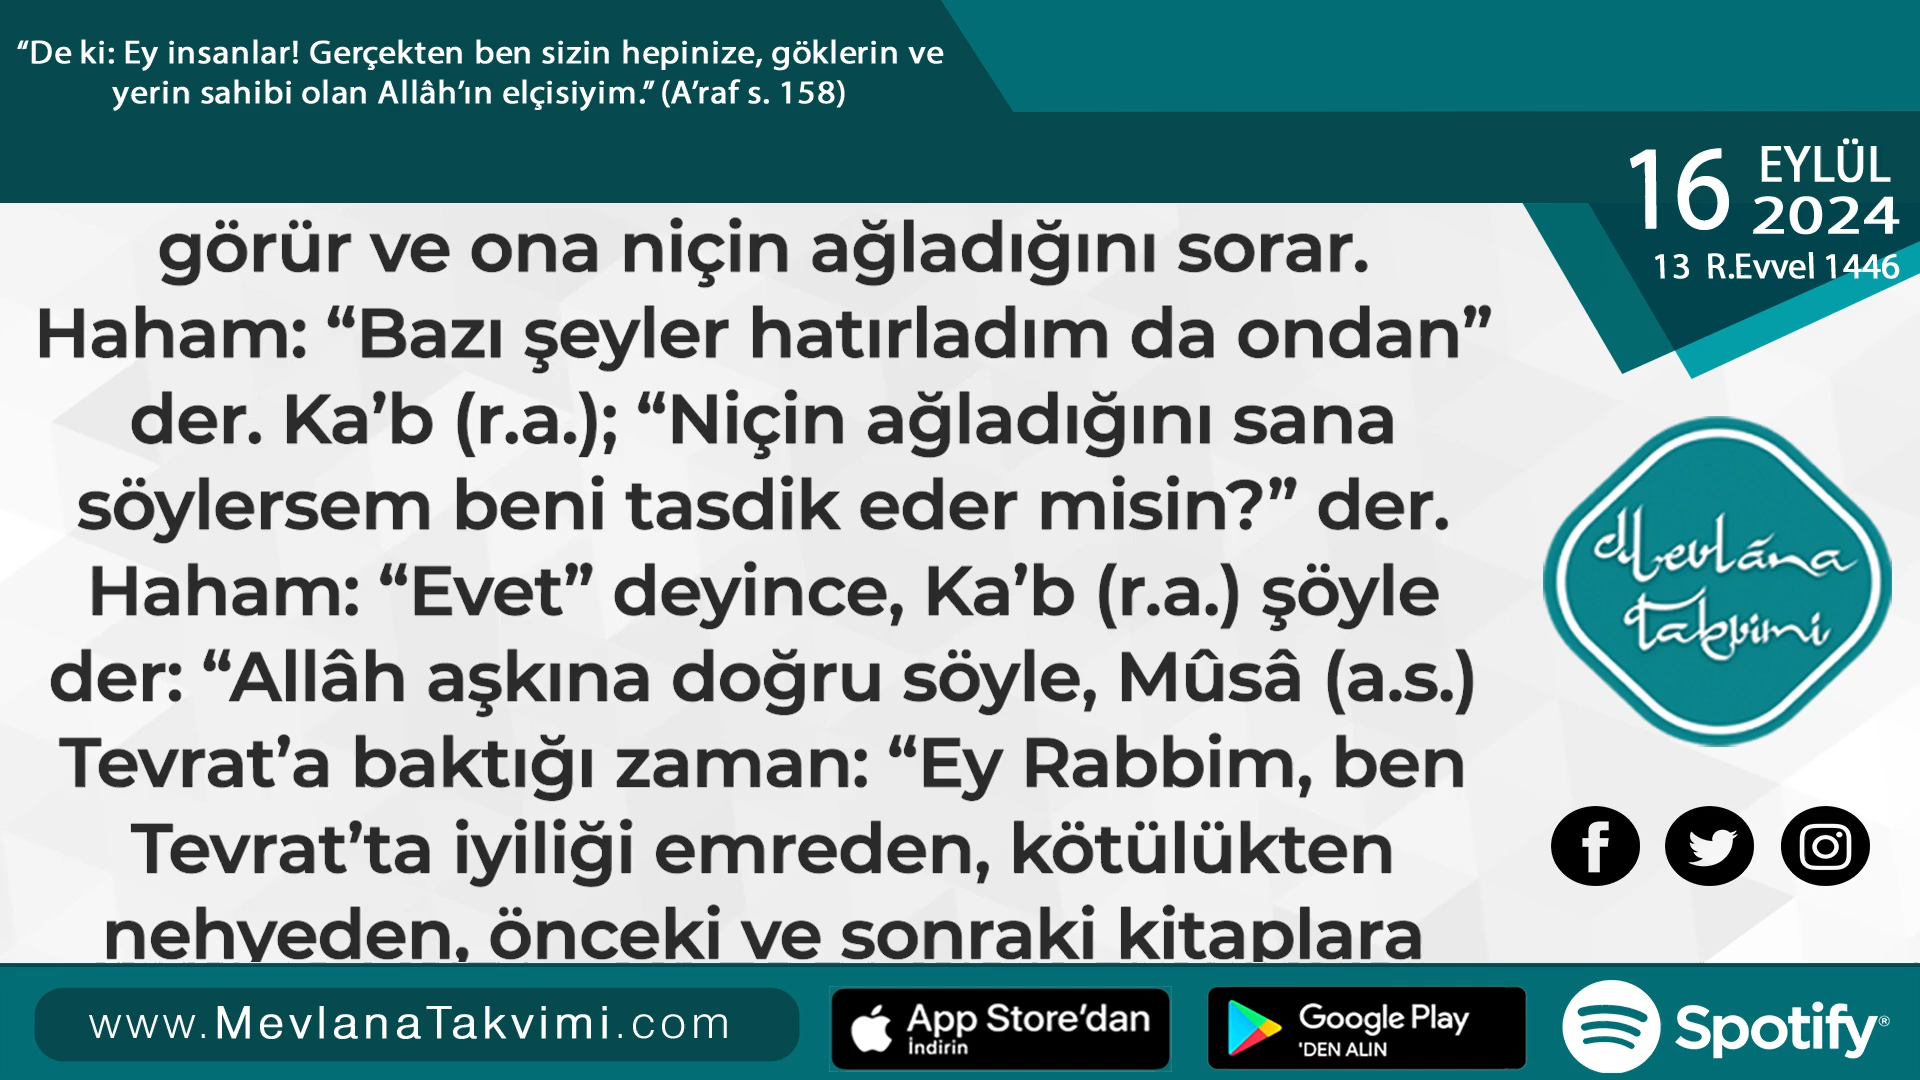 “De ki: Ey insanlar! Gerçekten ben sizin hepinize, göklerin ve
yerin sahibi olan Allâh’ın elçisiyim.” (A’raf s. 158)
16 EYLÜL
2024
13 R.Evvel 1446
görür ve ona niçin ağladığını sorar.
Haham: “Bazı şeyler hatırladım da ondan”
der. Ka’b (r.a.); “Niçin ağladığını sana
söylersem beni tasdik eder misin?” der.
Haham: “Evet” deyince, Ka’b (r.a.) şöyle
der: “Allâh aşkına doğru söyle, Mûsâ (a.s.)
Tevrat’a baktığı zaman: “Ey Rabbim, ben
Tevrat’ta iyiliği emreden, kötülükten
nehyeden, önceki ve sonraki kitaplara
Mevlâna
Takvimi
www.MevlanaTakvimi.com
App Store’dan
İndirin
Google Play
'DEN ALIN
Spotify®